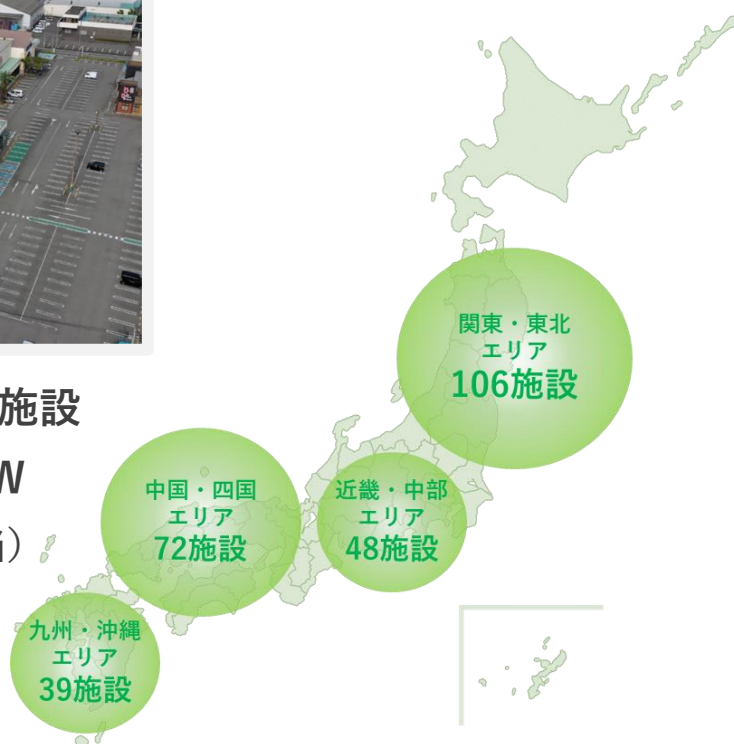 関東・東北
エリア
106施設
施設
W
中国・四国
エリア
72施設
近畿・中部
エリア
48施設
)
九州・沖縄
エリア
39施設